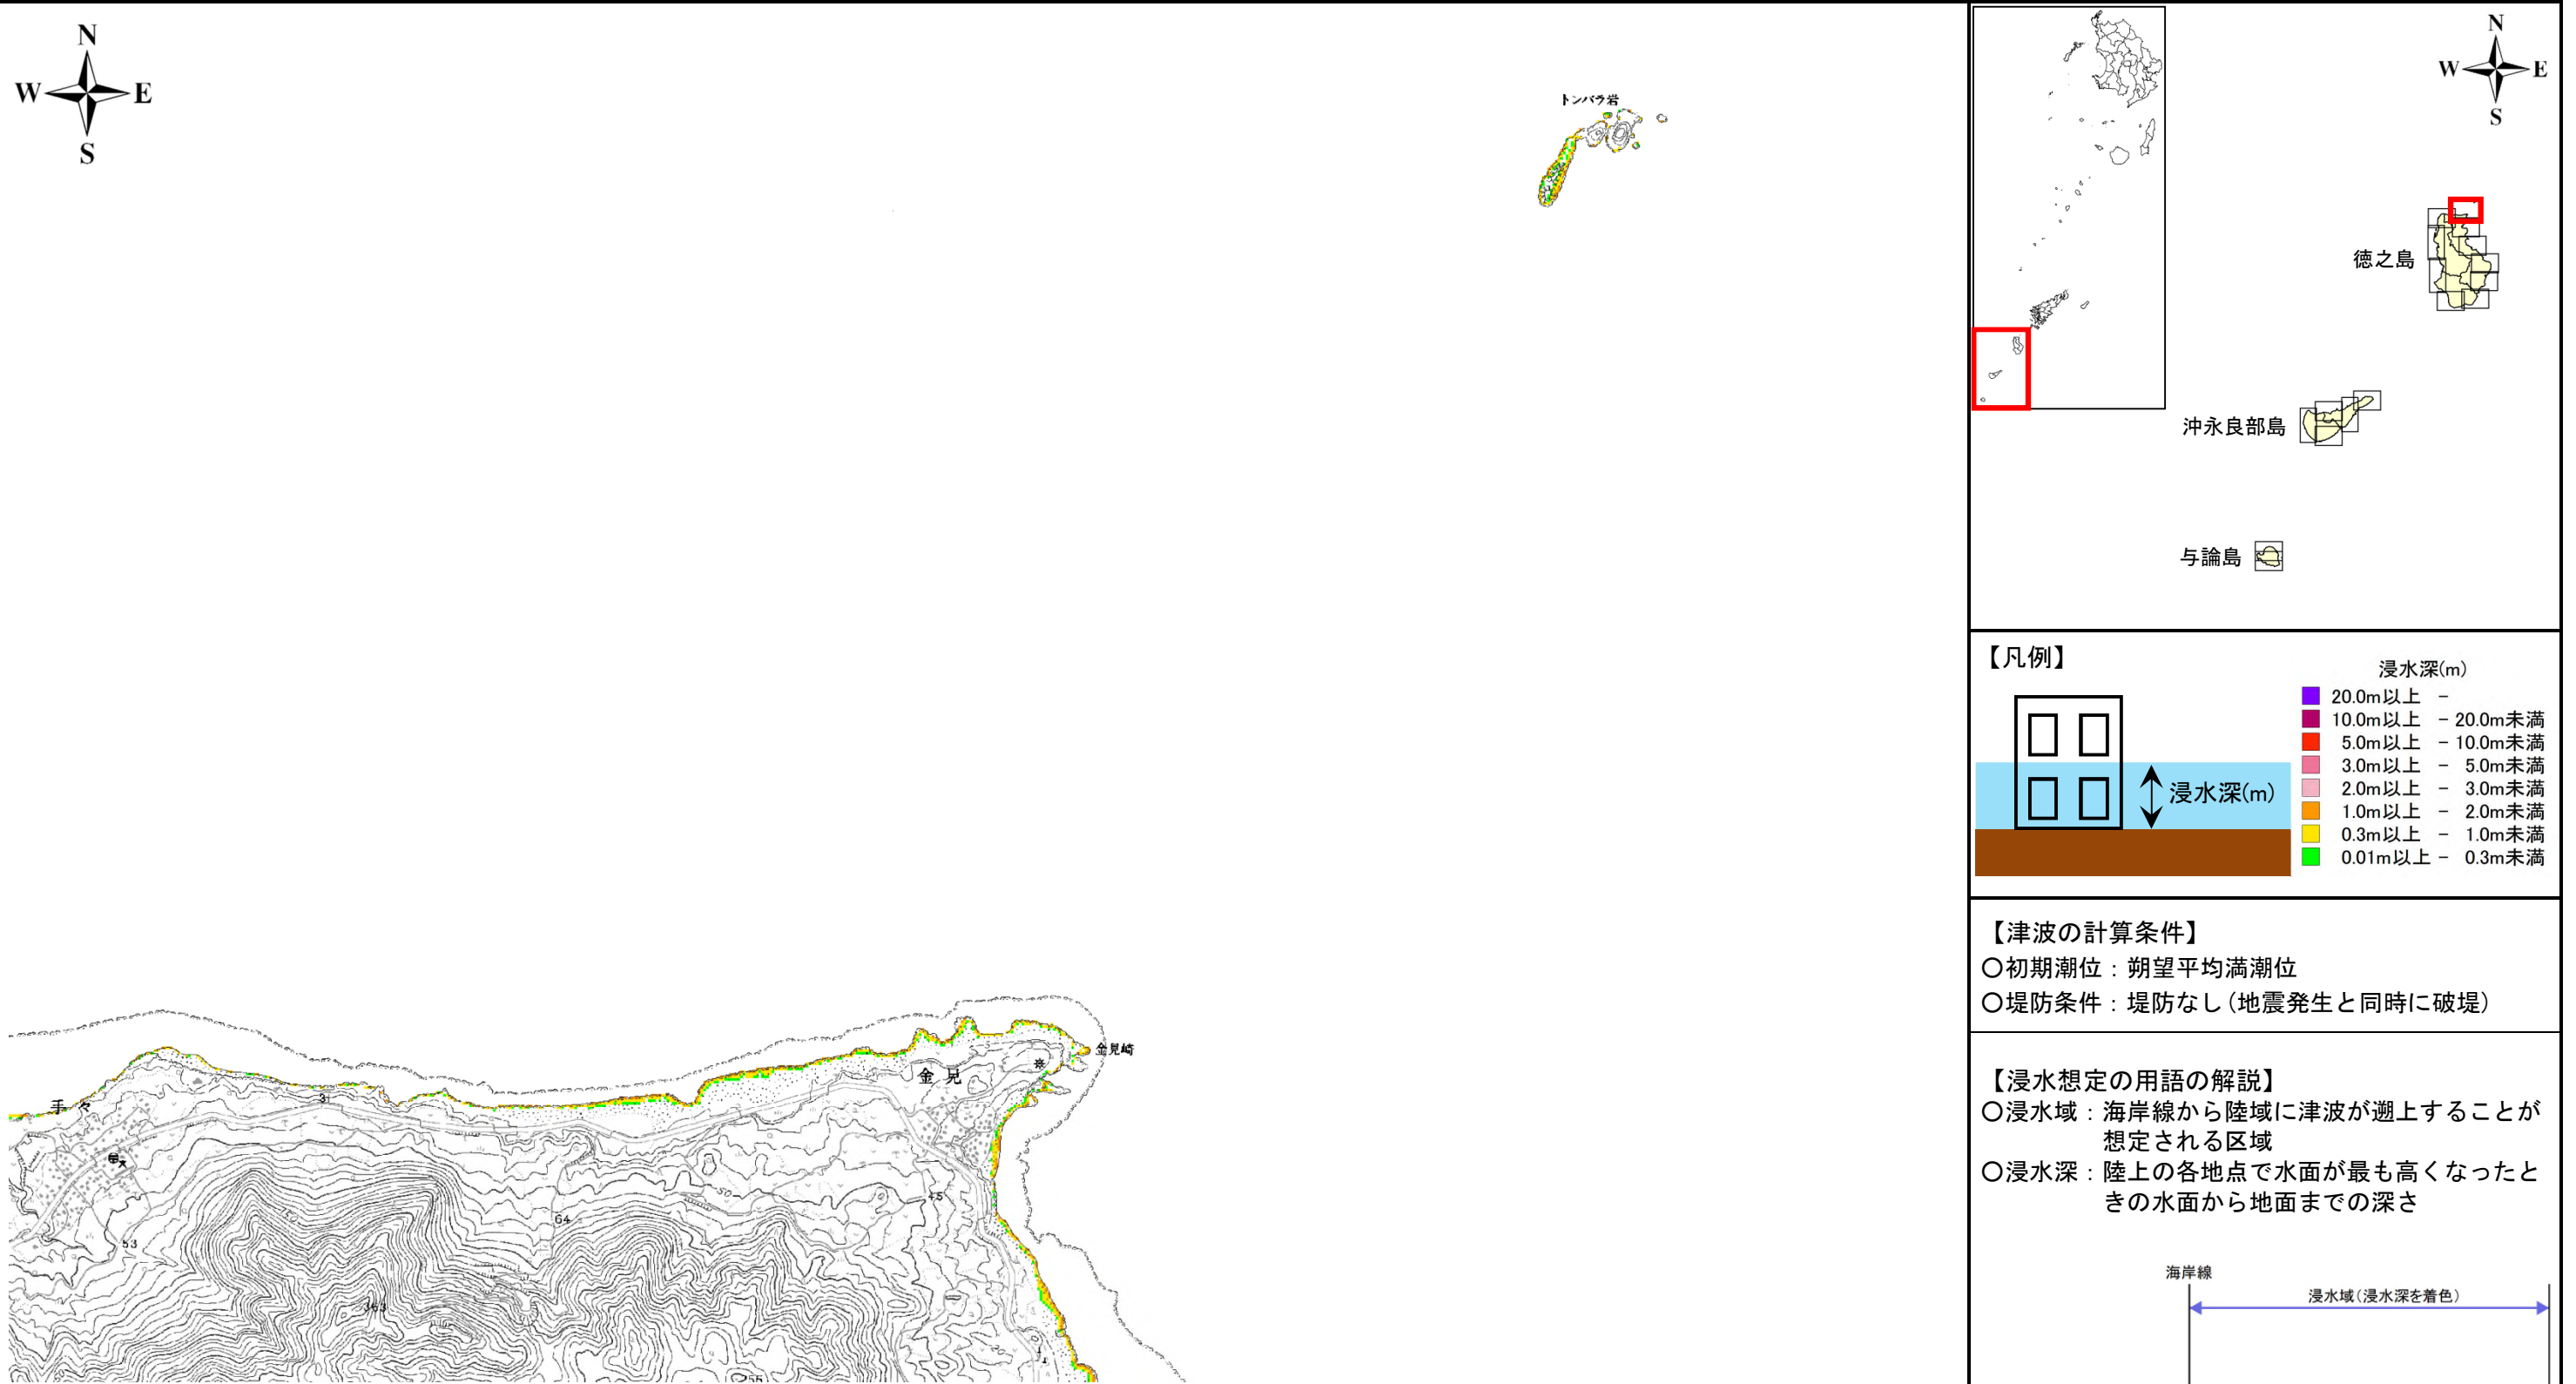 N
W E
S
トンバラ岩
手々
31
金見
金見崎
53
64
45
50
363
55
N
W E
S
徳之島
沖永良部島
与論島
【凡例】
浸水深(m)
浸水深(m)
20.0m以上 -
10.0m以上 - 20.0m未満
5.0m以上 - 10.0m未満
3.0m以上 - 5.0m未満
2.0m以上 - 3.0m未満
1.0m以上 - 2.0m未満
0.3m以上 - 1.0m未満
0.01m以上 - 0.3m未満
【津波の計算条件】
○初期潮位：朔望平均満潮位
○堤防条件：堤防なし(地震発生と同時に破堤)
【浸水想定の用語の解説】
○浸水域：海岸線から陸域に津波が遡上することが
想定される区域
○浸水深：陸上の各地点で水面が最も高くなったと
きの水面から地面までの深さ
海岸線
浸水域(浸水深を着色)